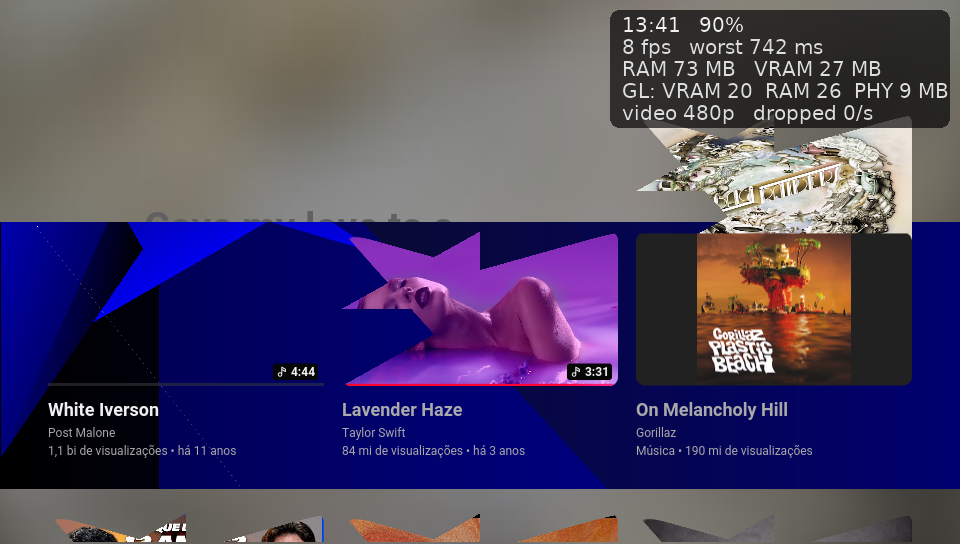 13:41 90%
8 fps worst 742 ms
RAM 73 MB VRAM 27 MB
GL: VRAM 20 RAM 26 PHY 9 MB
video 480p dropped 0/s
4:44
3:31
GORILLAZ
PLASTIC
BEACH
White Iverson
Lavender Haze
On Melancholy Hill
Post Malone
Taylor Swift
Gorillaz
1,1 bi de visualizações • há 11 anos
84 mi de visualizações • há 3 anos
Música • 190 mi de visualizações